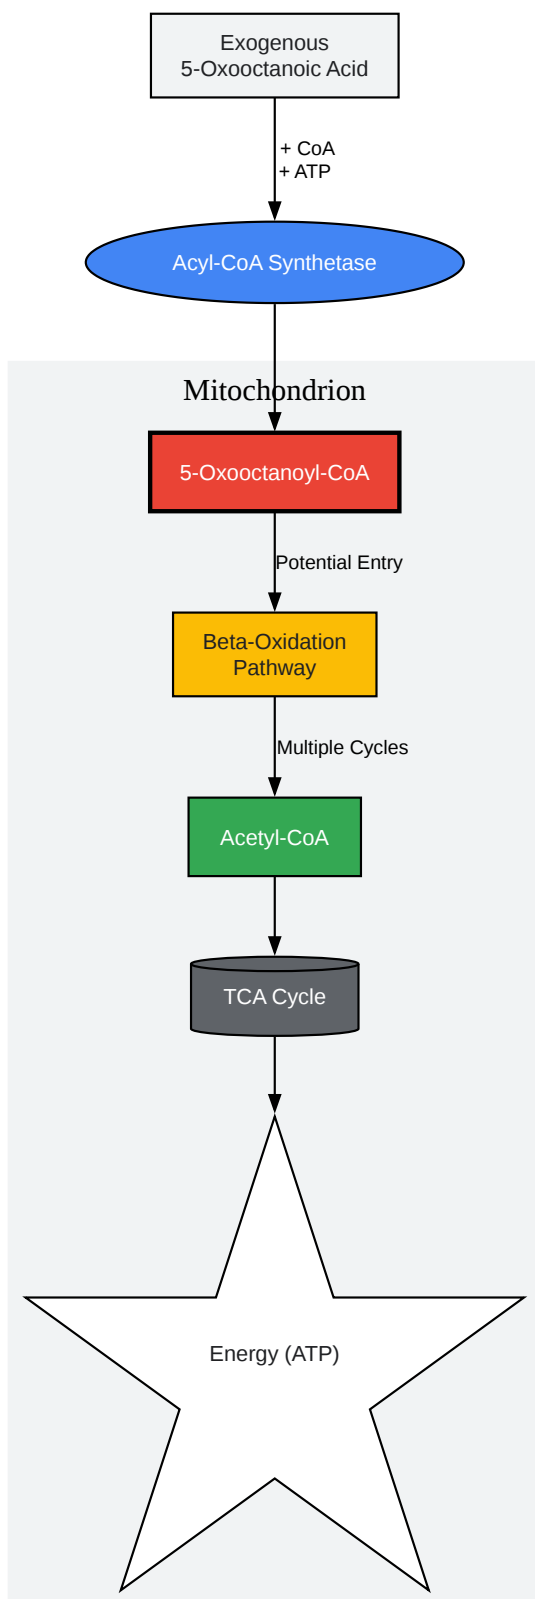 Exogenous
5-Oxooctanoic Acid
+ CoA
+ ATP
Acyl-CoA Synthetase
Mitochondrion
5-Oxooctanoyl-CoA
Potential Entry
Beta-Oxidation
Pathway
Multiple Cycles
Acetyl-CoA
TCA Cycle
Energy (ATP)